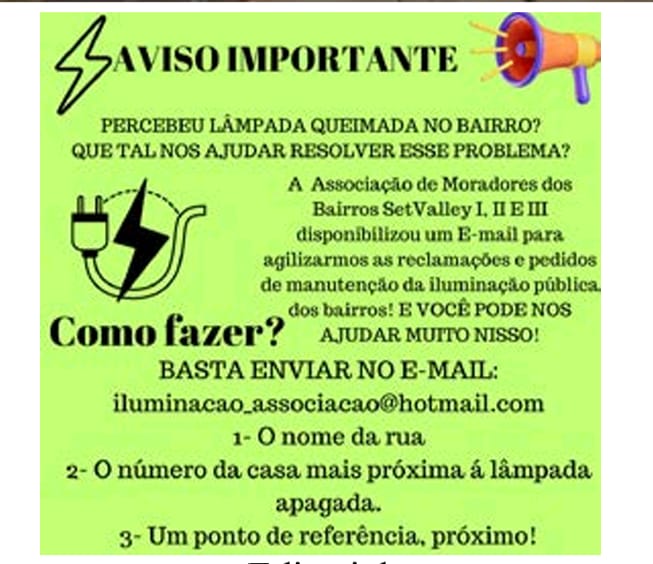 AVISO IMPORTANTE
PERCEBEU LÂMPADA QUEIMADA NO BAIRRO?
QUE TAL NOS AJUDAR RESOLVER ESSE PROBLEMA?
A Associação de Moradores dos
Bairros SetValley I, II E III
disponibilizou um E-mail para
agilizarmos as reclamações e pedidos
de manutenção da iluminação pública
dos bairros! E VOCÊ PODE NOS
AJUDAR MUITO NISSO!
Como fazer?
BASTA ENVIAR NO E-MAIL:
iluminacao_associacao@hotmail.com
1- O nome da rua
2- O número da casa mais próxima á lâmpada
apagada.
3- Um ponto de referência, próximo!